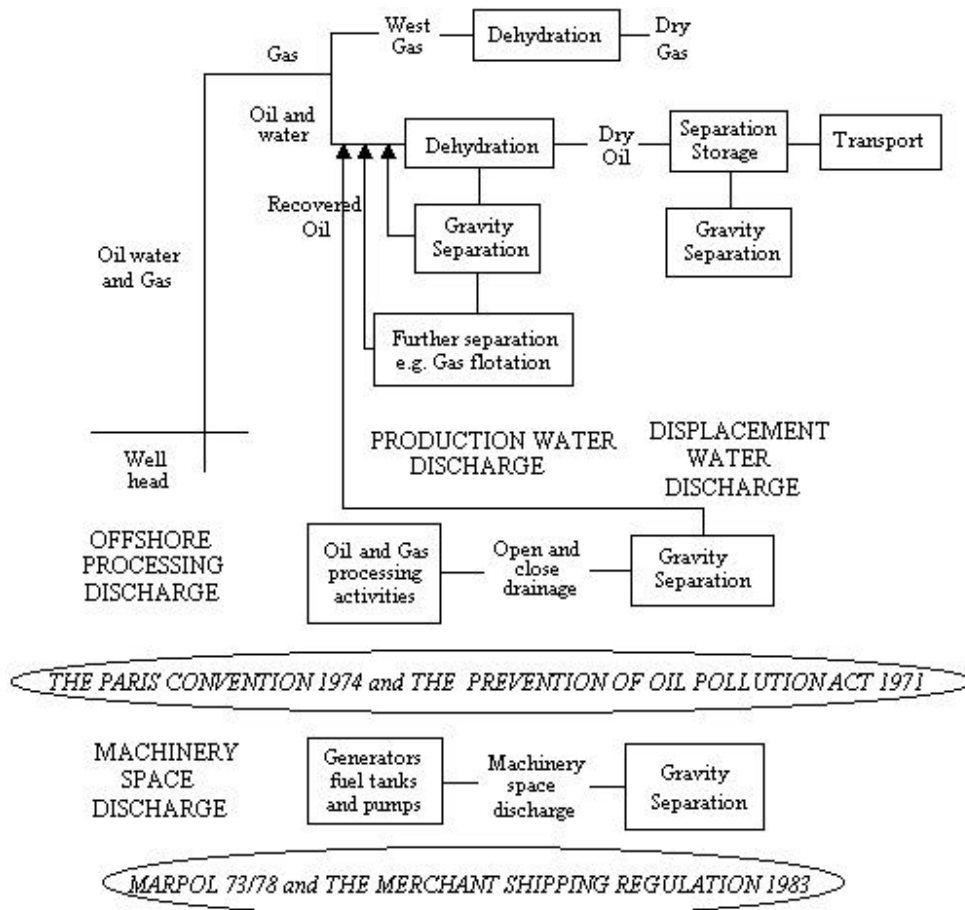 Gas
West
Gas
Dehydration
Dry
Gas
Oil and
water
Dehydration
Dry
Oil
Separation
Storage
Transport
Recovered
Oil
Gravity
Separation
Gravity
Separation
Oil water
and Gas
Further separation
e.g. Gas flotation
Well
head
PRODUCTION WATER
DISCHARGE
DISPLACEMENT
WATER
DISCHARGE
OFFSHORE
PROCESSING
DISCHARGE
Oil and Gas
processing
activities
Open and
close
drainage
Gravity
Separation
THE PARIS CONVENTION 1974 and THE PREVENTION OF OIL POLLUTION ACT 1971
MACHINERY
SPACE
DISCHARGE
Generators
fuel tanks
and pumps
Machinery
space
discharge
Gravity
Separation
MARPOL 73/78 and THE MERCHANT SHIPPING REGULATION 1983